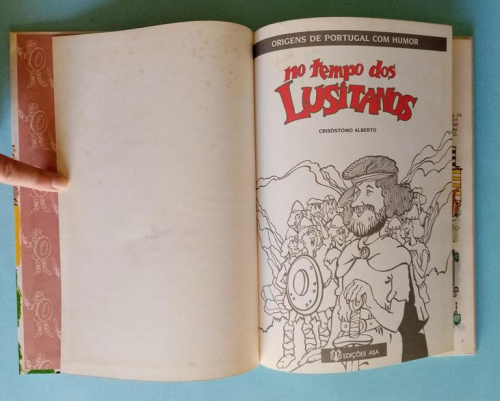 ORIGENS DE PORTUGAL COM HUMOR
no tempo dos
LUSITANOS
CRISÓSTOMO ALBERTO
EDIÇÕES ASA